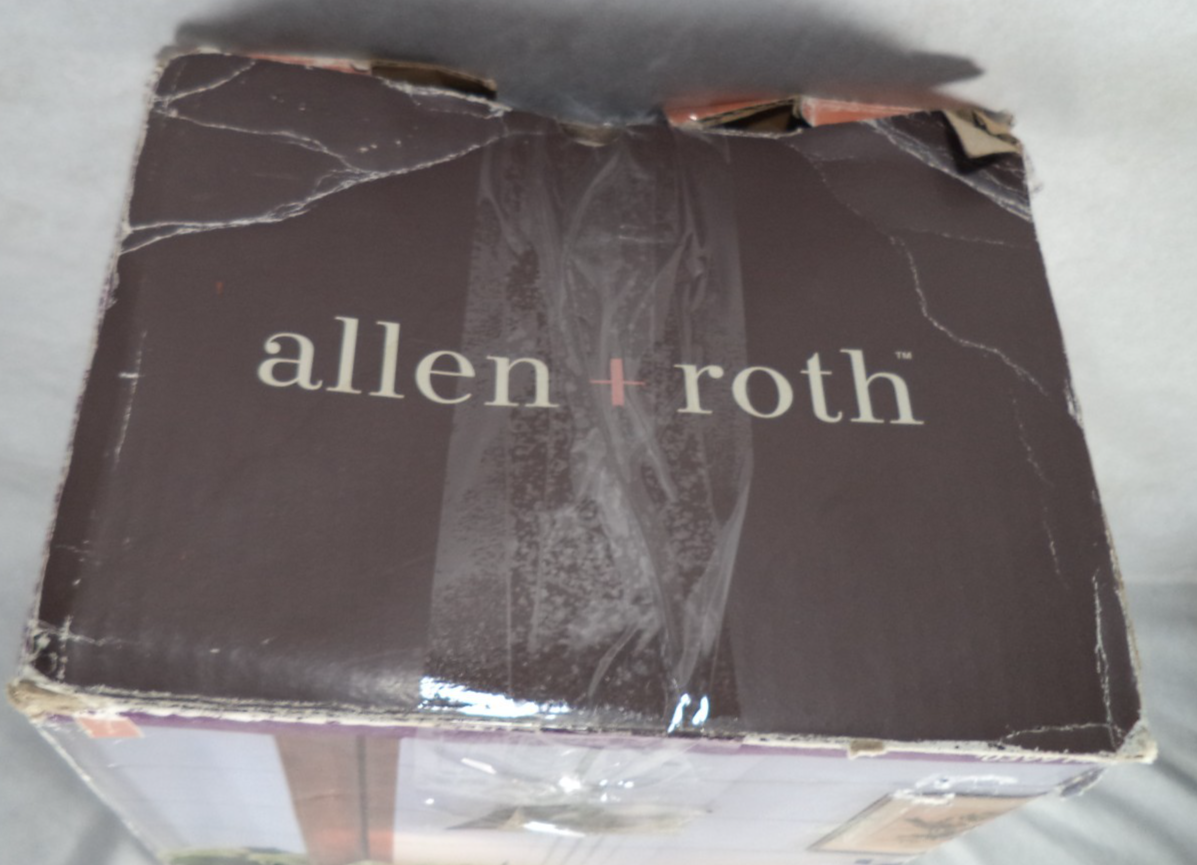 allen + roth™